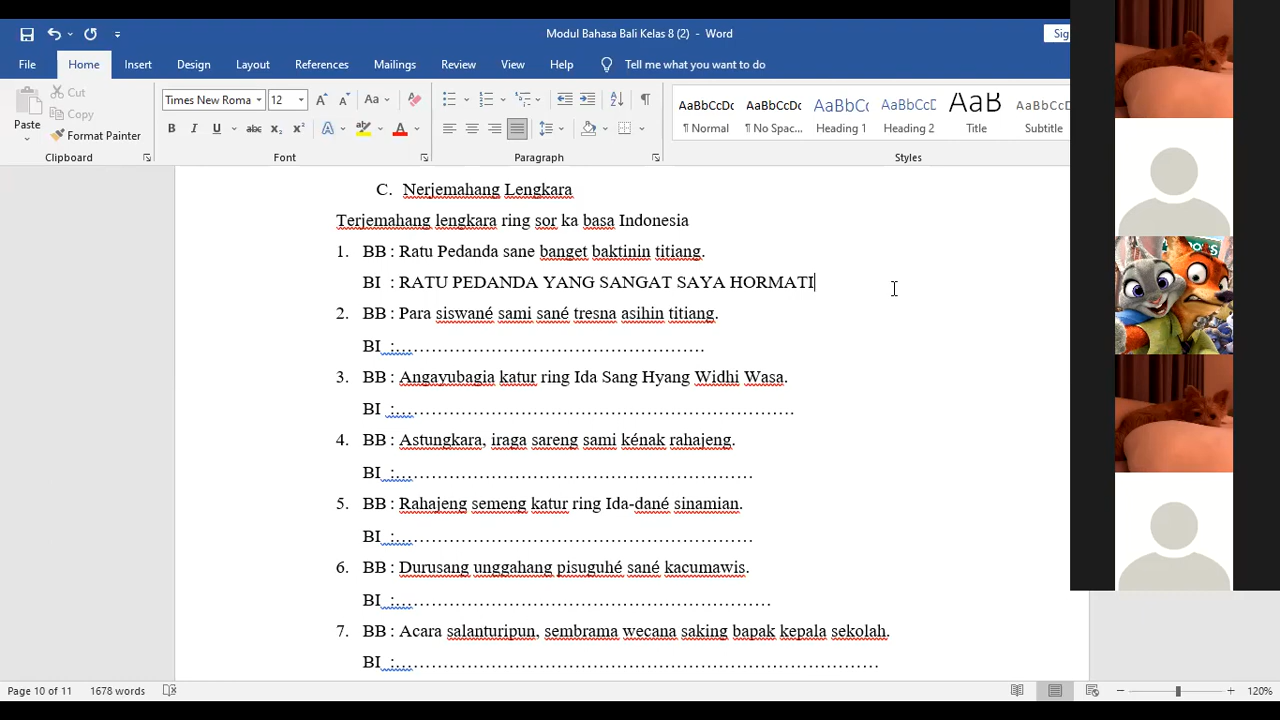 Modul Bahasa Bali Kelas 8 (2) - Word
Sig
File Home Insert Design Layout References Mailings Review View Help Tell me what you want to do
Paste
Cut
Copy
Format Painter
Clipboard
Times New Roma 12
Font
Paragraph
AaBbCcDc AaBbCcDc AaBbCc AaBbCcD AaB AaBbCcD
¶ Normal ¶ No Spac... Heading 1 Heading 2 Title Subtitle
Styles
C. Nerjemahang Lengkara
Terjemahang lengkara ring sor ka basa Indonesia
1. BB : Ratu Pedanda sane banget baktinin titiang.
BI : RATU PEDANDA YANG SANGAT SAYA HORMATI
2. BB : Para siswané sami sané tresna asihin titiang.
BI :…………………………………………….
3. BB : Angayubagia katur ring Ida Sang Hyang Widhi Wasa.
BI :……………………………………………………….
4. BB : Astungkara, iraga sareng sami kénak rahajeng.
BI :…………………………………………………
5. BB : Rahajeng semeng katur ring Ida-dané sinamian.
BI :…………………………………………………
6. BB : Durusang unggahang pisuguhé sané kacumawis.
BI :……………………………………………………
7. BB : Acara salanturipun, sembrama wecana saking bapak kepala sekolah.
BI :…………………………………………………………………
Page 10 of 11 1678 words 120%